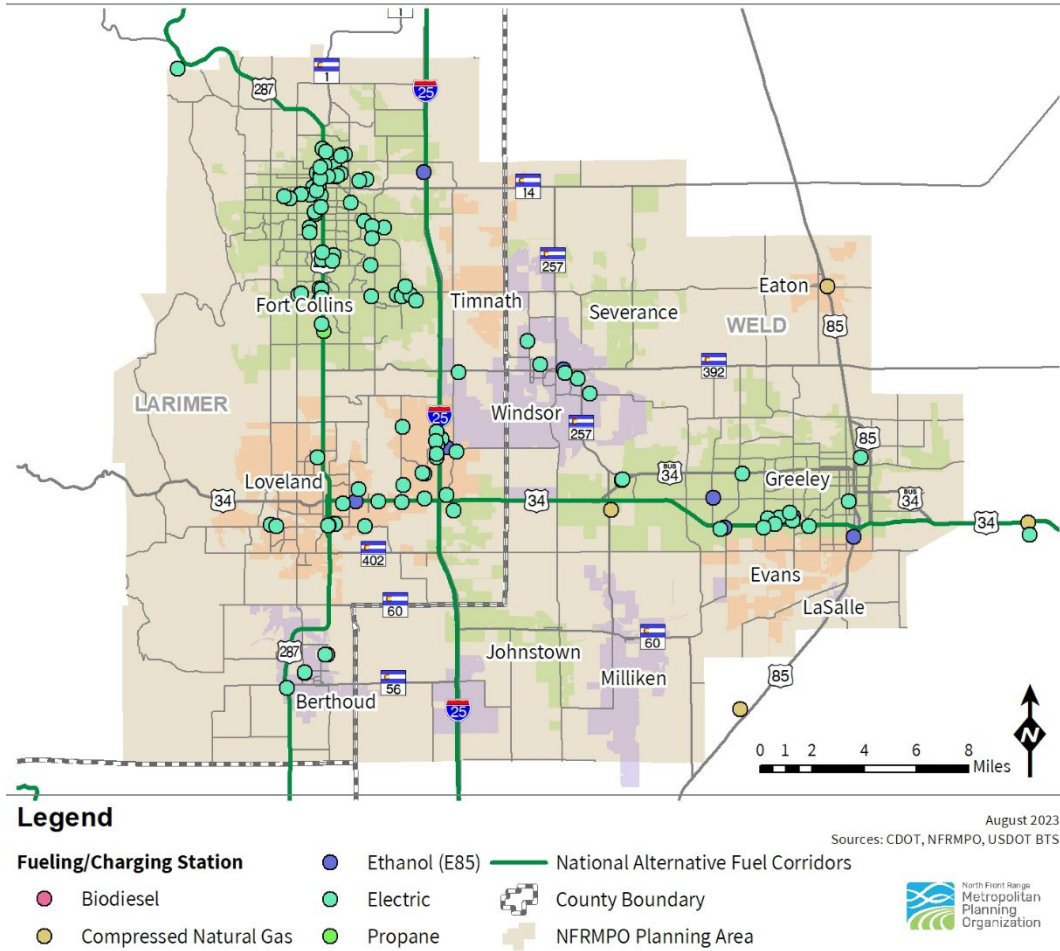 1
1
25
287
14
257
Eaton
Timnath
Severance
Fort Collins
WELD
85
392
LARIMER
25
Windsor
257
85
Loveland
BUS
34
Greeley
34
34
BUS
34
34
402
Evans
60
LaSalle
60
287
Johnstown
85
56
Milliken
Berthoud
25
N
0 1 2 4 6 8
Miles
Legend
August 2023
Sources: CDOT, NFRMPO, USDOT BTS
Fueling/Charging Station
Biodiesel
Compressed Natural Gas
Ethanol (E85)
Electric
Propane
National Alternative Fuel Corridors
County Boundary
NFRMPO Planning Area
North Front Range
Metropolitan
Planning
Organization